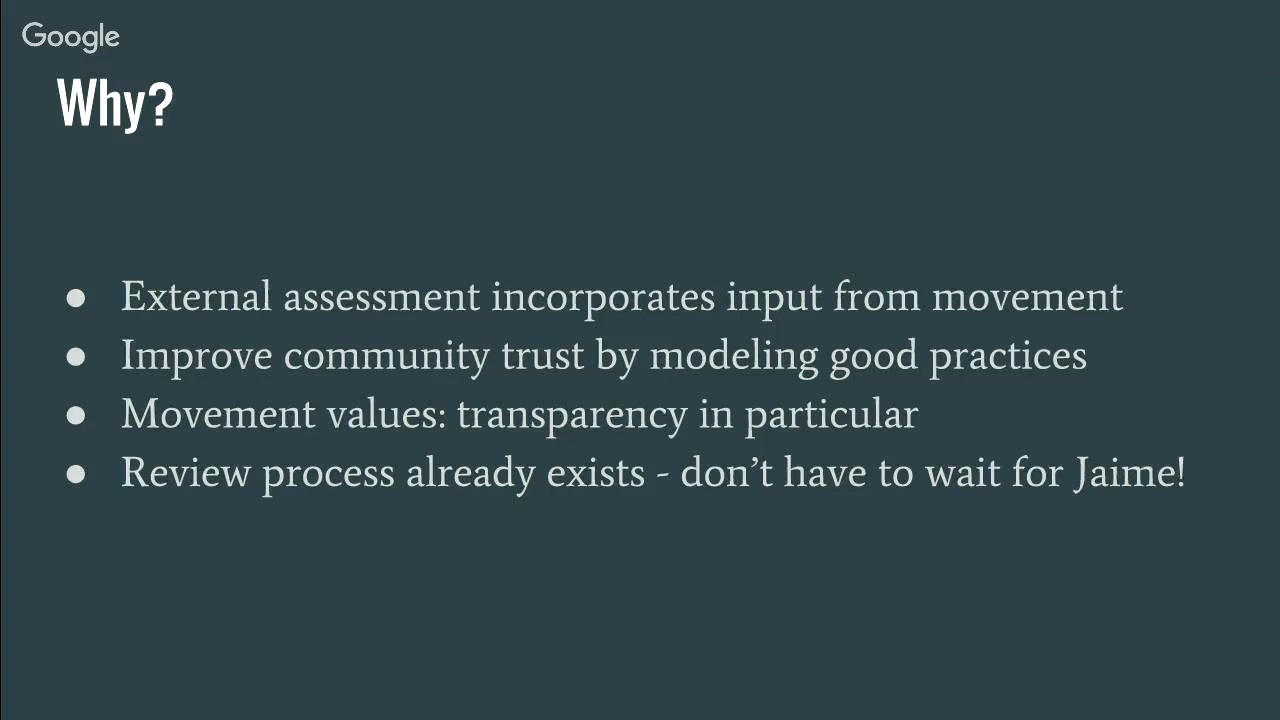 Google
Why?
● External assessment incorporates input from movement
● Improve community trust by modeling good practices
● Movement values: transparency in particular
● Review process already exists - don’t have to wait for Jaime!